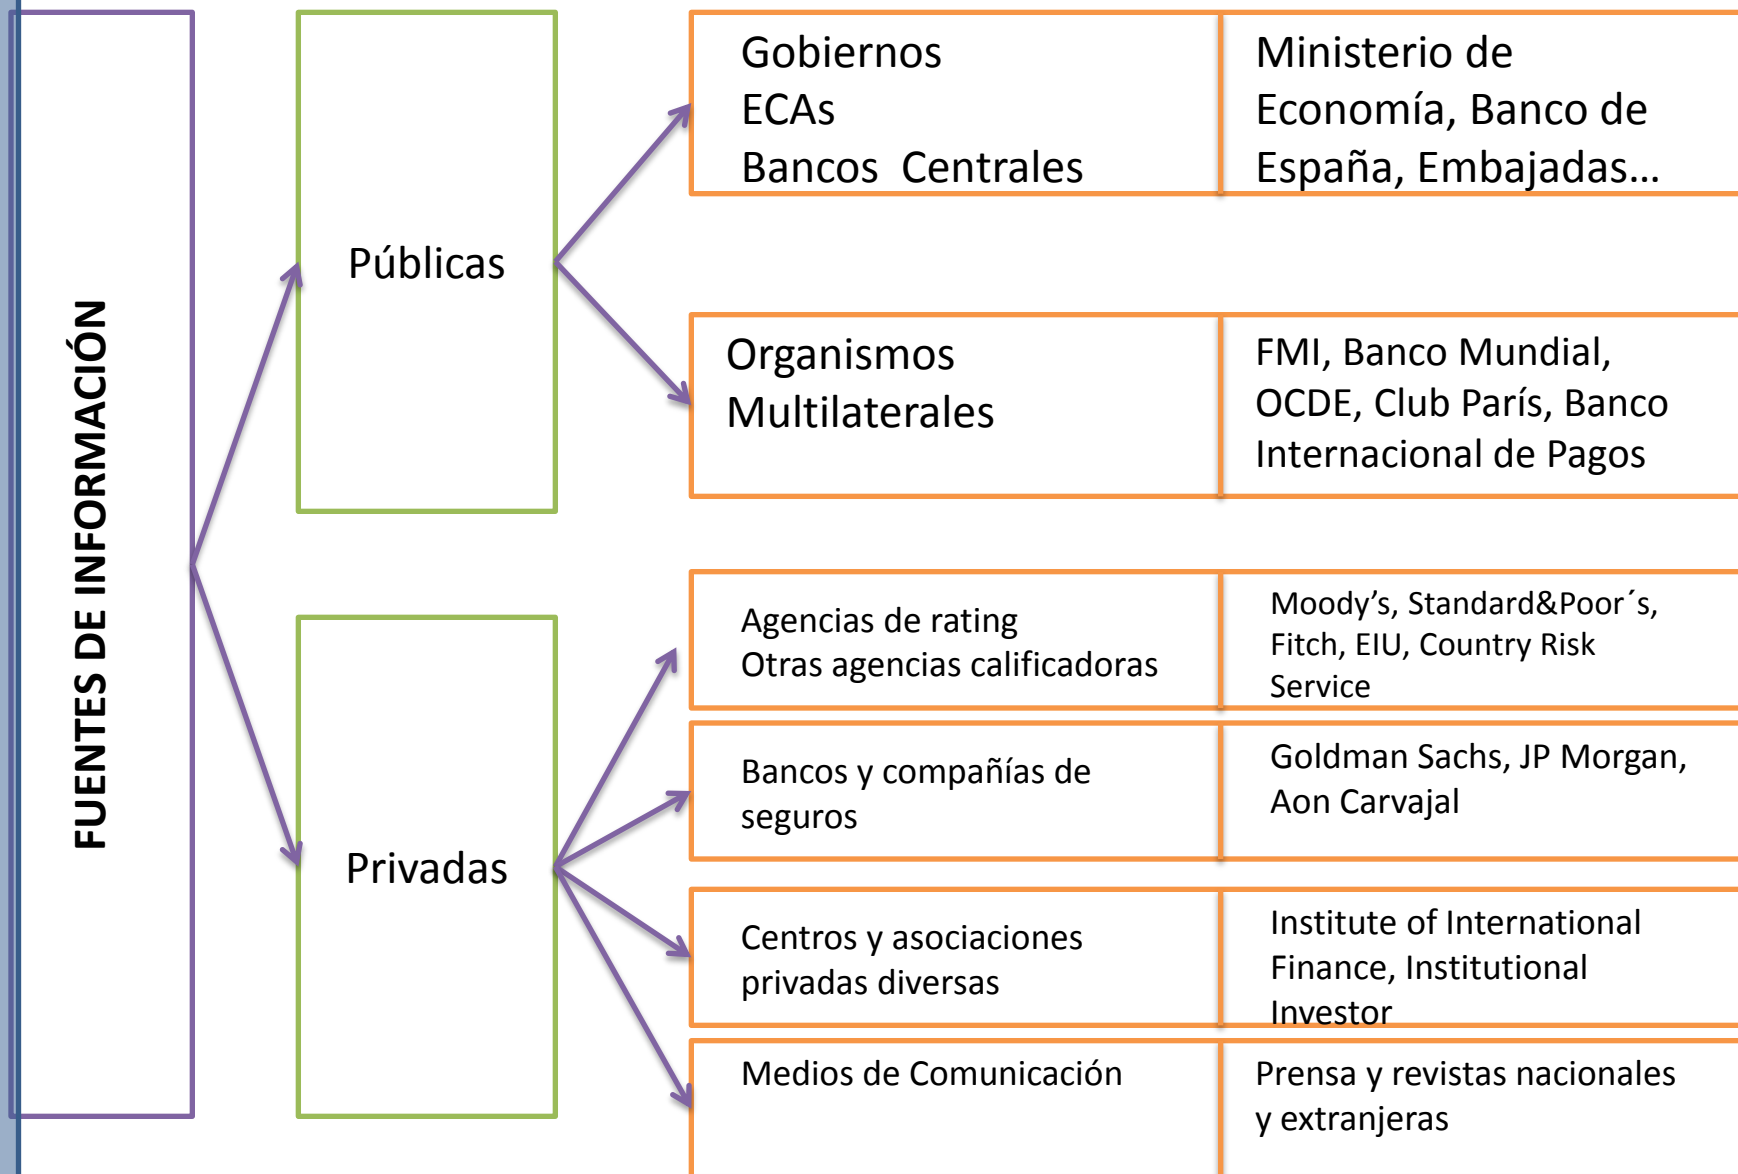 FUENTES DE INFORMACIÓN
Públicas
Gobiernos
ECAs
Bancos Centrales
Ministerio de
Economía, Banco de
España, Embajadas...
Organismos
Multilaterales
FMI, Banco Mundial,
OCDE, Club París, Banco
Internacional de Pagos
Privadas
Agencias de rating
Otras agencias calificadoras
Moody’s, Standard&Poor´s,
Fitch, EIU, Country Risk
Service
Bancos y compañías de
seguros
Goldman Sachs, JP Morgan,
Aon Carvajal
Centros y asociaciones
privadas diversas
Institute of International
Finance, Institutional
Investor
Medios de Comunicación
Prensa y revistas nacionales
y extranjeras